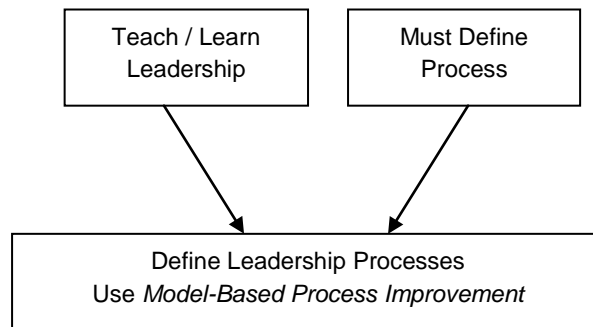 Teach / Learn
Leadership
Must Define
Process
Define Leadership Processes
Use Model-Based Process Improvement